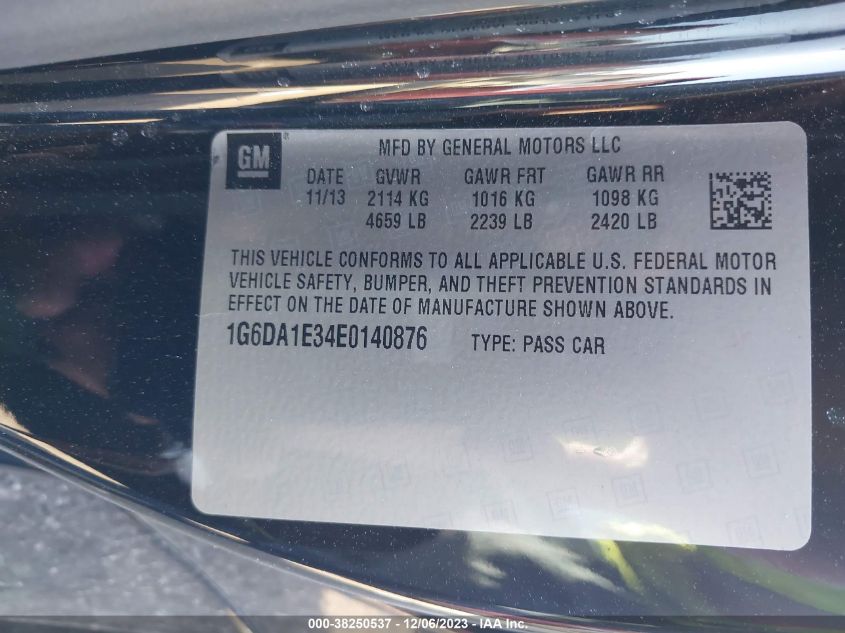 GM
MFD BY GENERAL MOTORS LLC
DATE GVWR GAWR FRT GAWR RR
11/13 2114 KG 1016 KG 1098 KG
4659 LB 2239 LB 2420 LB
THIS VEHICLE CONFORMS TO ALL APPLICABLE U.S. FEDERAL MOTOR
VEHICLE SAFETY, BUMPER, AND THEFT PREVENTION STANDARDS IN
EFFECT ON THE DATE OF MANUFACTURE SHOWN ABOVE.
1G6DA1E34E0140876 TYPE: PASS CAR
000-38250537 - 12/06/2023 - IAA Inc.